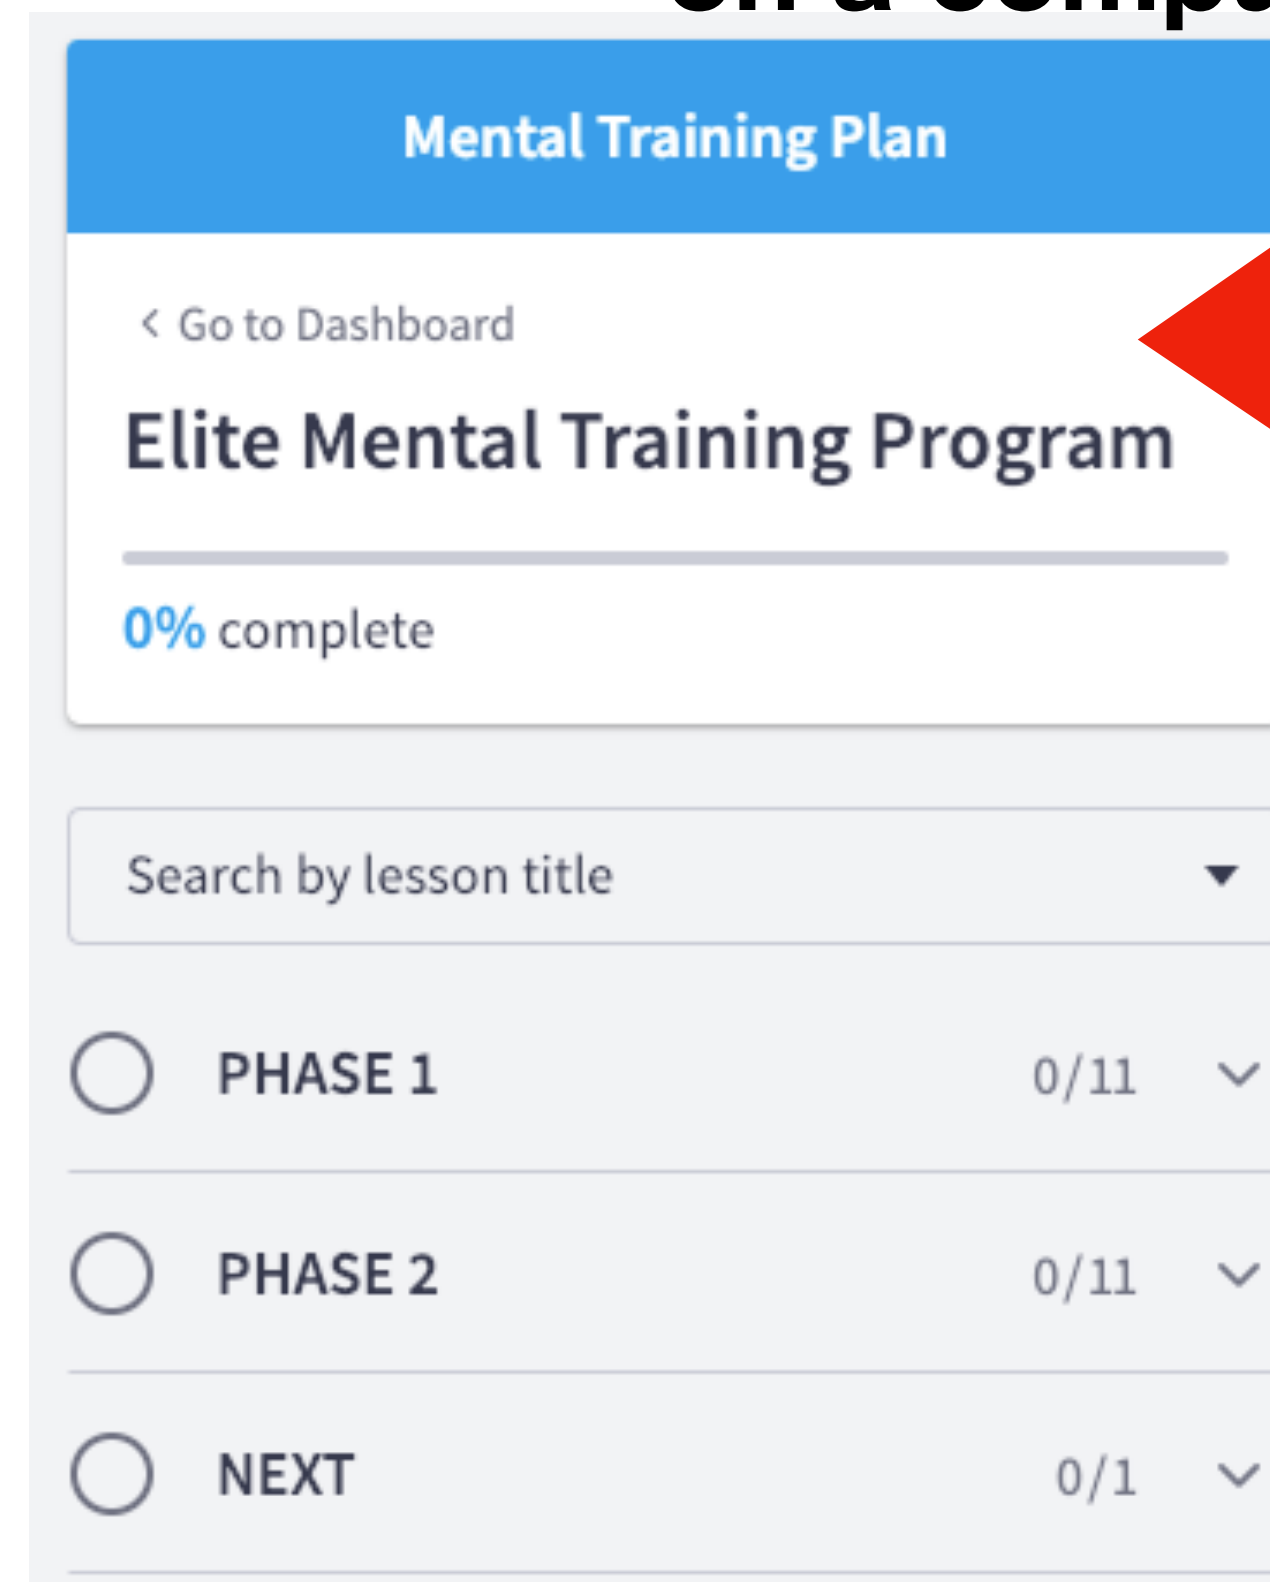 on a
Mental Training Plan
< Go to Dashboard
Elite Mental Training Program
0% complete
Search by lesson title
PHASE 1 0/11
PHASE 2 0/11
NEXT 0/1